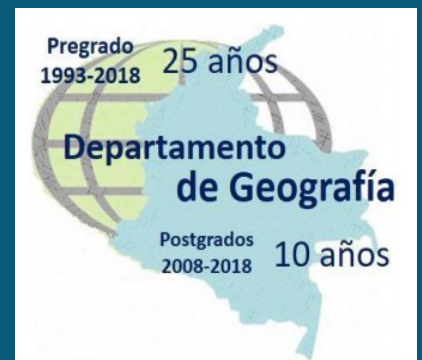 Pregrado
1993-2018
25 años
Departamento
de Geografía
Postgrados
2008-2018
10 años